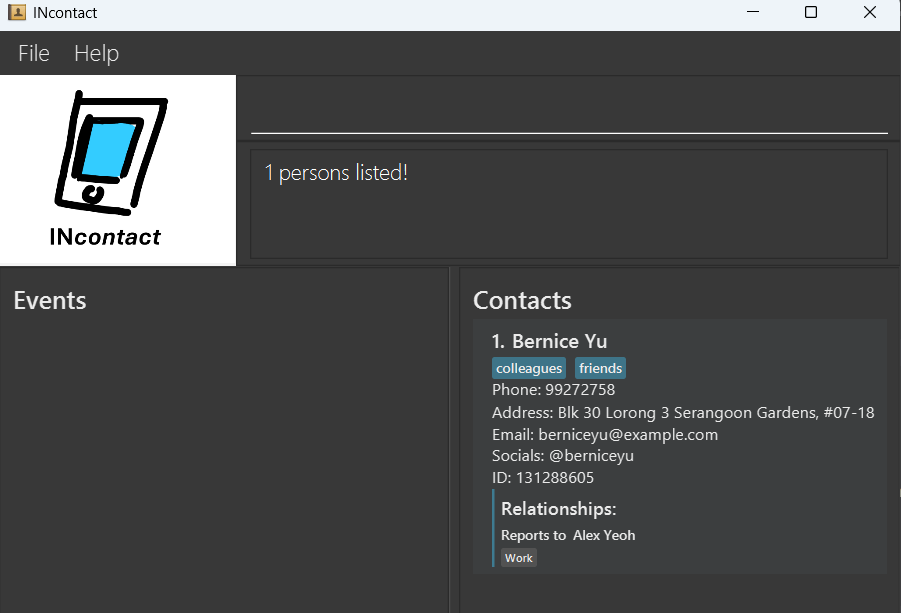 INcontact
File Help
INcontact
1 persons listed!
Events
Contacts
1. Bernice Yu
colleagues friends
Phone: 99272758
Address: Blk 30 Lorong 3 Serangoon Gardens, #07-18
Email: berniceyu@example.com
Socials: @berniceyu
ID: 131288605
Relationships:
Reports to Alex Yeoh
Work